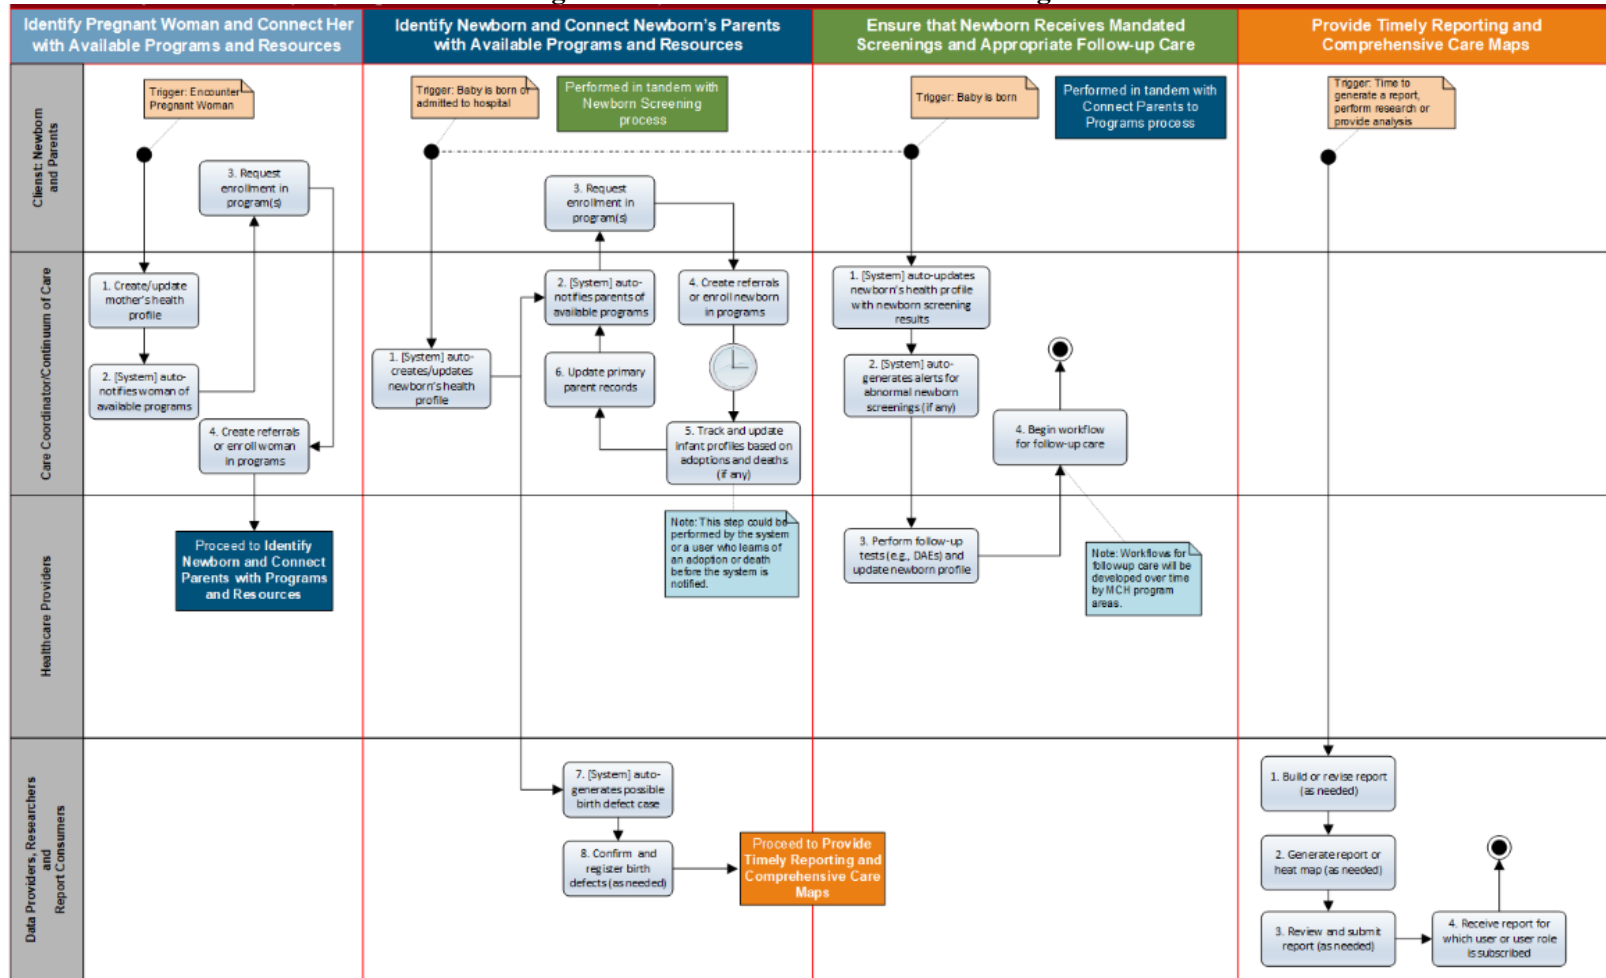 Identify Pregnant Woman and Connect Her
with Available Programs and Resources
Identify Newborn and Connect Newborn's Parents
with Available Programs and Resources
Ensure that Newborn Receives Mandated
Screenings and Appropriate Follow-up Care
Provide Timely Reporting and
Comprehensive Care Maps
Clienst: Newborn
and Parents
Trigger: Encounter
Pregnant Woman
3. Request
enrollment in
program(s)
Trigger: Baby is born or
admitted to hospital
Performed in tandem with
Newborn Screening
process
3. Request
enrollment in
program(s)
Trigger: Baby is born
Performed in tandem with
Connect Parents to
Programs process
Trigger: Time to
generate a report,
perform research or
provide analysis
Care Coordinator/Continuum of Care
1. Create/update
mother's health
profile
2. [System] auto-
notifies woman of
available programs
4. Create referrals
or enroll woman
in programs
1. [System] auto-
creates/updates
newborn's health
profile
2. [System] auto-
notifies parents of
available programs
6. Update primary
parent records
4. Create referrals
or enroll newborn
in programs
5. Track and update
infant profiles based on
adoptions and deaths
(if any)
1. [System] auto-updates
newborn's health profile
with newborn screening
results
2. [System] auto-
generates alerts for
abnormal newborn
screenings (if any)
4. Begin workflow
for follow-up care
Healthcare Providers
Proceed to Identify
Newborn and Connect
Parents with Programs
and Resources
Note: This step could be
performed by the system
or a user who learns of
an adoption or death
before the system is
notified.
3. Perform follow-up
tests (e.g., DAEs) and
update newborn profile
Note: Workflows for
followup care will be
developed over time
by MCH program
areas.
Data Providers, Researchers
and
Report Consumers
7. [System] auto-
generates possible
birth defect case
8. Confirm and
register birth
defects (as needed)
Proceed to Provide
Timely Reporting and
Comprehensive Care
Maps
1. Build or revise report
(as needed)
2. Generate report or
heat map (as needed)
3. Review and submit
report (as needed)
4. Receive report for
which user or user role
is subscribed